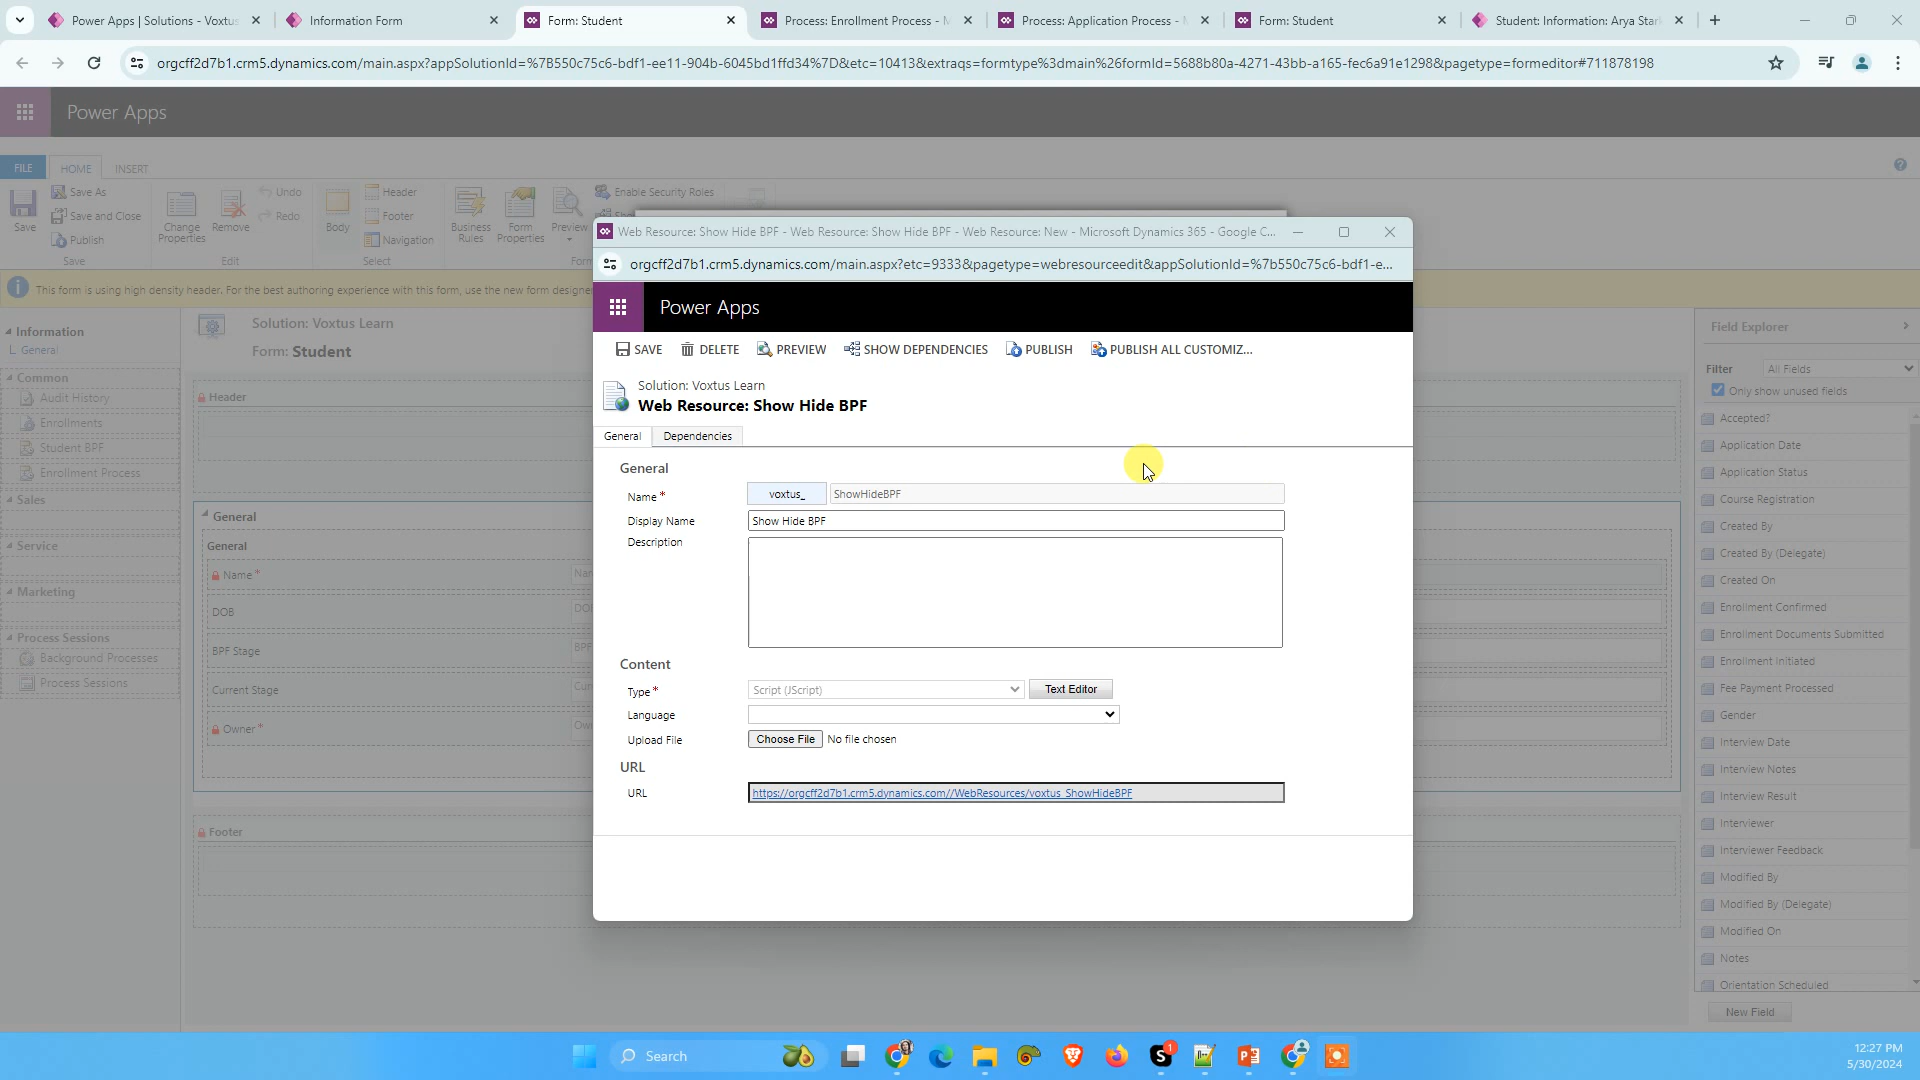 Power Apps | Solutions - Voxtus
Information Form
Form: Student
Process: Enrollment Process - M
Process: Application Process - M
Form: Student
Student: Information: Arya Star
orgcff2d7b1.crm5.dynamics.com/main.aspx?appSolutionId=%7B550c75c6-bdf1-ee11-904b-6045bd1ffd34%7D&etc=10413&extraqs=formtype%3dmain%26formId=5688b80a-4271-43bb-a165-fec6a91e1298&pagetype=formeditor#711878198
Power Apps
FILE
HOME
INSERT
Save
Save As
Save and Close
Publish
Save
Change Properties
Remove
Undo
Redo
Edit
Body
Header
Footer
Navigation
Select
Business Rules
Form Properties
Preview
Enable Security Roles
This form is using high density header. For the best authoring experience with this form, use the new form designer
Information
General
Common
Audit History
Enrollments
Student BPF
Enrollment Process
Sales
Service
Marketing
Process Sessions
Background Processes
Process Sessions
Solution: Voxtus Learn
Form: Student
Header
General
General
Name *
DOB
BPF Stage
Current Stage
Owner *
Footer
Web Resource: Show Hide BPF - Web Resource: Show Hide BPF - Web Resource: New - Microsoft Dynamics 365 - Google C...
orgcff2d7b1.crm5.dynamics.com/main.aspx?etc=9333&pagetype=webresourceedit&appSolutionId=%7b550c75c6-bdf1-e...
Power Apps
SAVE
DELETE
PREVIEW
SHOW DEPENDENCIES
PUBLISH
PUBLISH ALL CUSTOMIZ...
Solution: Voxtus Learn
Web Resource: Show Hide BPF
General
Dependencies
General
Name * voxtus_ ShowHideBPF
Display Name Show Hide BPF
Description
Content
Type * Script (JScript) Text Editor
Language
Upload File Choose File No file chosen
URL
URL https://orgcff2d7b1.crm5.dynamics.com//WebResources/voxtus_ShowHideBPF
Field Explorer
Filter All Fields
Only show unused fields
Accepted?
Application Date
Application Status
Course Registration
Created By
Created By (Delegate)
Created On
Enrollment Confirmed
Enrollment Documents Submitted
Enrollment Initiated
Fee Payment Processed
Gender
Interview Date
Interview Notes
Interview Result
Interviewer
Interviewer Feedback
Modified By
Modified By (Delegate)
Modified On
Notes
Orientation Scheduled
New Field
Search
1
12:27 PM
5/30/2024